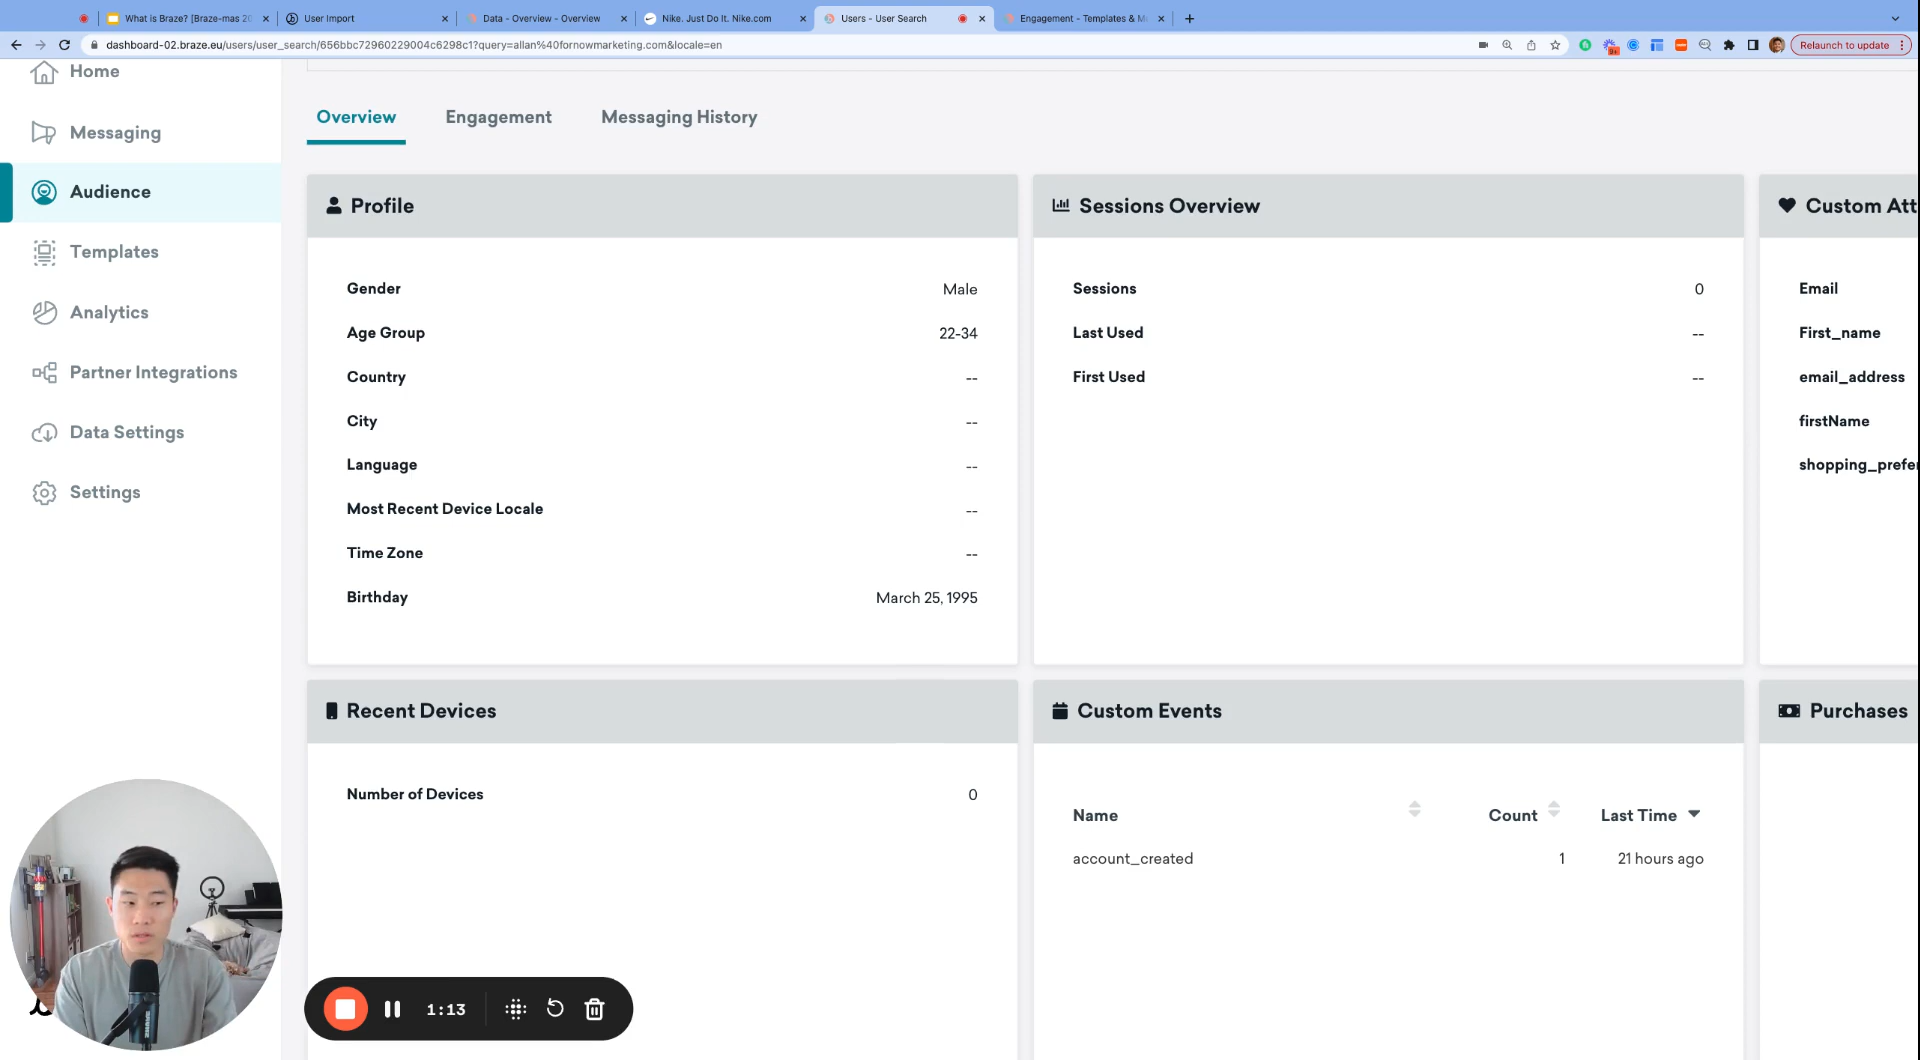 What is Braze? [Braze-mas 20
User Import
Data - Overview - Overview
Nike. Just Do It. Nike.com
Users - User Search
Engagement - Templates & M
dashboard-02.braze.eu/users/user_search/656bbc72960229004c6298c1?query=allan%40fornowmarketing.com&locale=en
9+
Relaunch to update
Home
Messaging
Audience
Templates
Analytics
Partner Integrations
Data Settings
Settings
Overview
Engagement
Messaging History
Profile
Gender
Male
Age Group
22-34
Country
--
City
--
Language
--
Most Recent Device Locale
--
Time Zone
--
Birthday
March 25, 1995
Sessions Overview
Sessions
0
Last Used
--
First Used
--
Custom Att
Email
First_name
email_address
firstName
shopping_prefer
Recent Devices
Number of Devices
0
Custom Events
Name
Count
Last Time
account_created
1
21 hours ago
Purchases
1:13